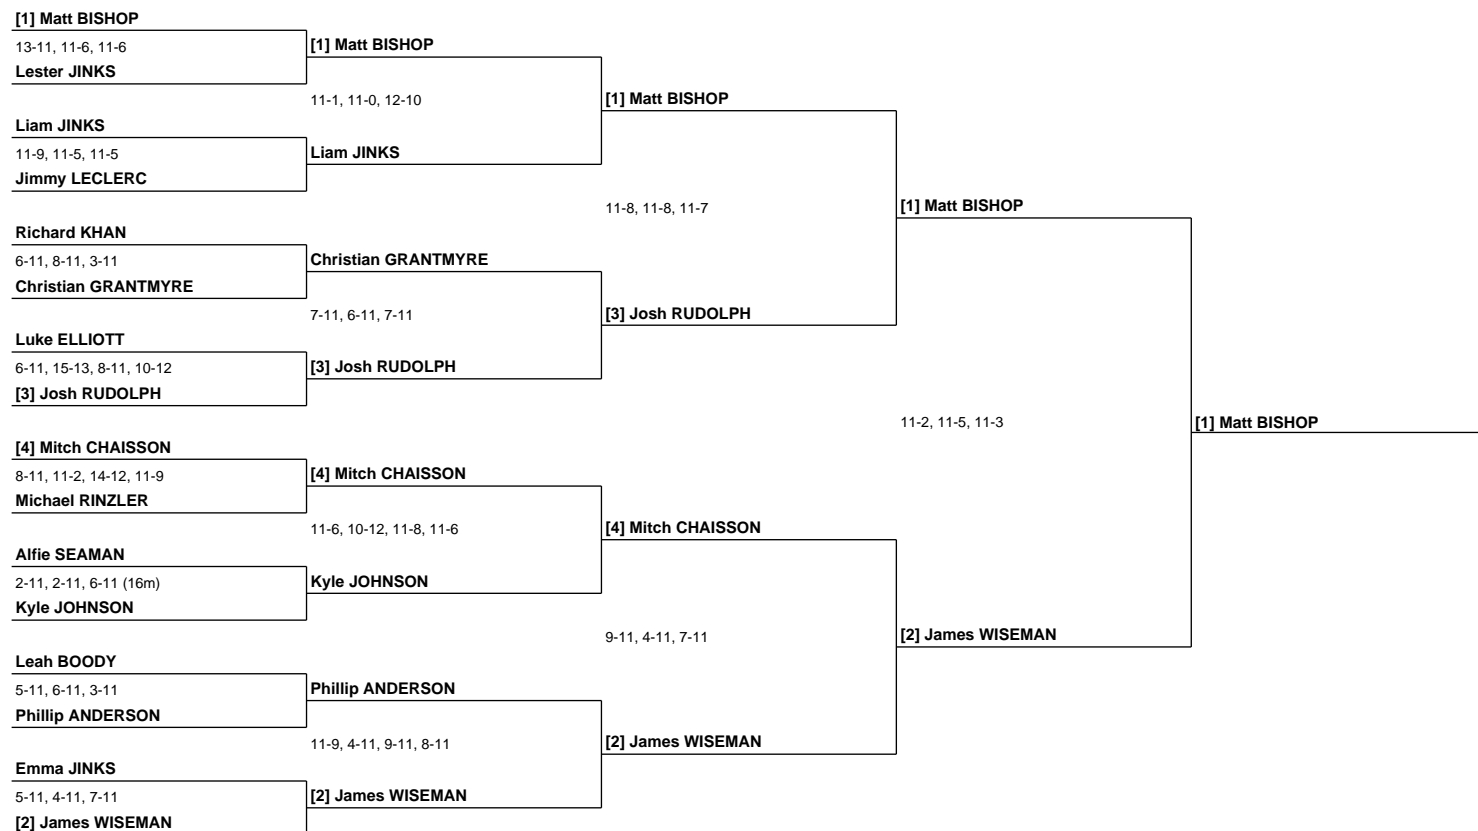 [1] Matt BISHOP
13-11, 11-6, 11-6
Lester JINKS
Liam JINKS
11-9, 11-5, 11-5
Jimmy LECLERC
Richard KHAN
6-11, 8-11, 3-11
Christian GRANTMYRE
Luke ELLIOTT
6-11, 15-13, 8-11, 10-12
[3] Josh RUDOLPH
[4] Mitch CHAISSON
8-11, 11-2, 14-12, 11-9
Michael RINZLER
Alfie SEAMAN
2-11, 2-11, 6-11 (16m)
Kyle JOHNSON
Leah BOODY
5-11, 6-11, 3-11
Phillip ANDERSON
Emma JINKS
5-11, 4-11, 7-11
[2] James WISEMAN
[1] Matt BISHOP
11-1, 11-0, 12-10
Liam JINKS
Christian GRANTMYRE
7-11, 6-11, 7-11
[3] Josh RUDOLPH
[4] Mitch CHAISSON
11-6, 10-12, 11-8, 11-6
Kyle JOHNSON
Phillip ANDERSON
11-9, 4-11, 9-11, 8-11
[2] James WISEMAN
[1] Matt BISHOP
11-8, 11-8, 11-7
[3] Josh RUDOLPH
[4] Mitch CHAISSON
9-11, 4-11, 7-11
[2] James WISEMAN
[1] Matt BISHOP
11-2, 11-5, 11-3
[2] James WISEMAN
[1] Matt BISHOP